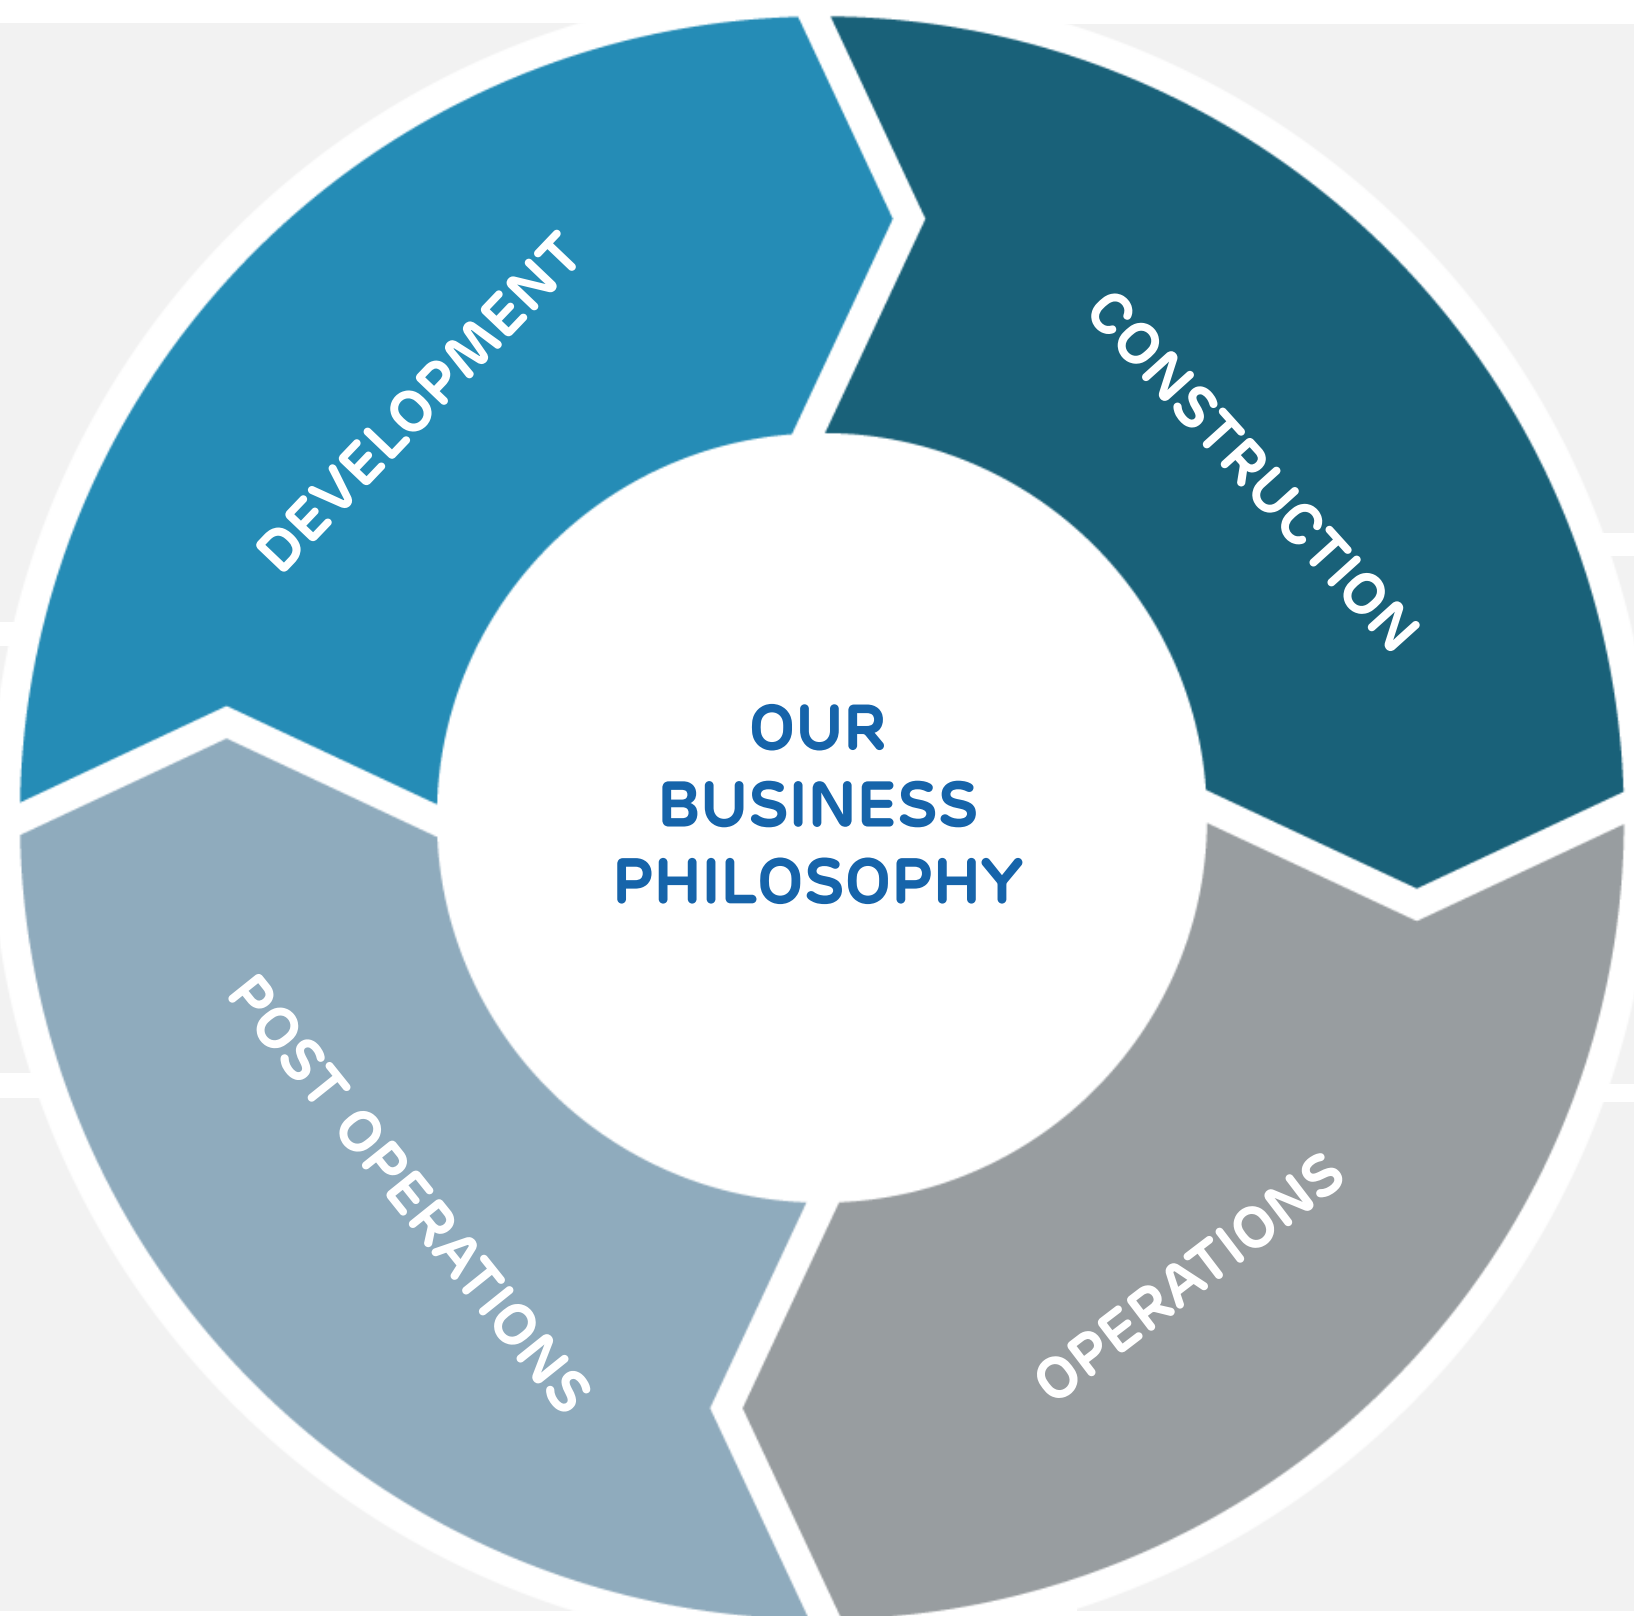 DEVELOPMENT
CONSTRUCTION
OUR
BUSINESS
PHILOSOPHY
POST OPERATIONS
OPERATIONS